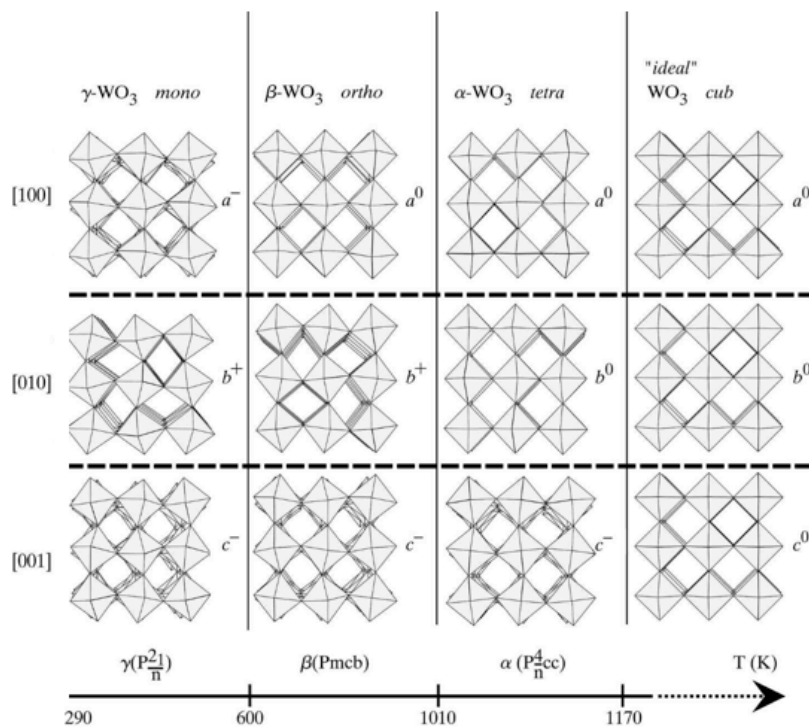 "ideal"
γ-WO₃ mono β-WO₃ ortho α-WO₃ tetra WO₃ cub
[100] a⁻ a⁰ a⁰ a⁰
[010] b⁺ b⁺ b⁰ b⁰
[001] c⁻ c⁻ c⁻ c⁰
γ(P2₁/n) β(Pmcb) α (P4/n cc) T (K)
290 600 1010 1170